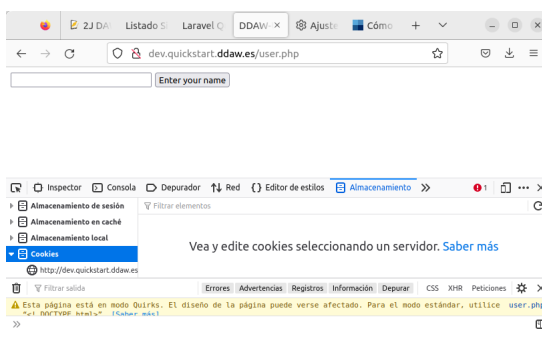 2J DA
Listado S
Laravel Q
DDAW-
Ajuste
Cómo
dev.quickstart.ddaw.es/user.php
Enter your name
Inspector
Consola
Depurador
Red
Editor de estilos
Almacenamiento
1
Almacenamiento de sesión
Filtrar elementos
Almacenamiento en caché
Almacenamiento local
Cookies
Vea y edite cookies seleccionando un servidor. Saber más
http://dev.quickstart.ddaw.es
Filtrar salida
Errores
Advertencias
Registros
Información
Depurar
CSS
XHR
Peticiones
Esta página está en modo Quirks. El diseño de la página puede verse afectado. Para el modo estándar, utilice
user.php
"<!DOCTYPE html>". [Saber más]